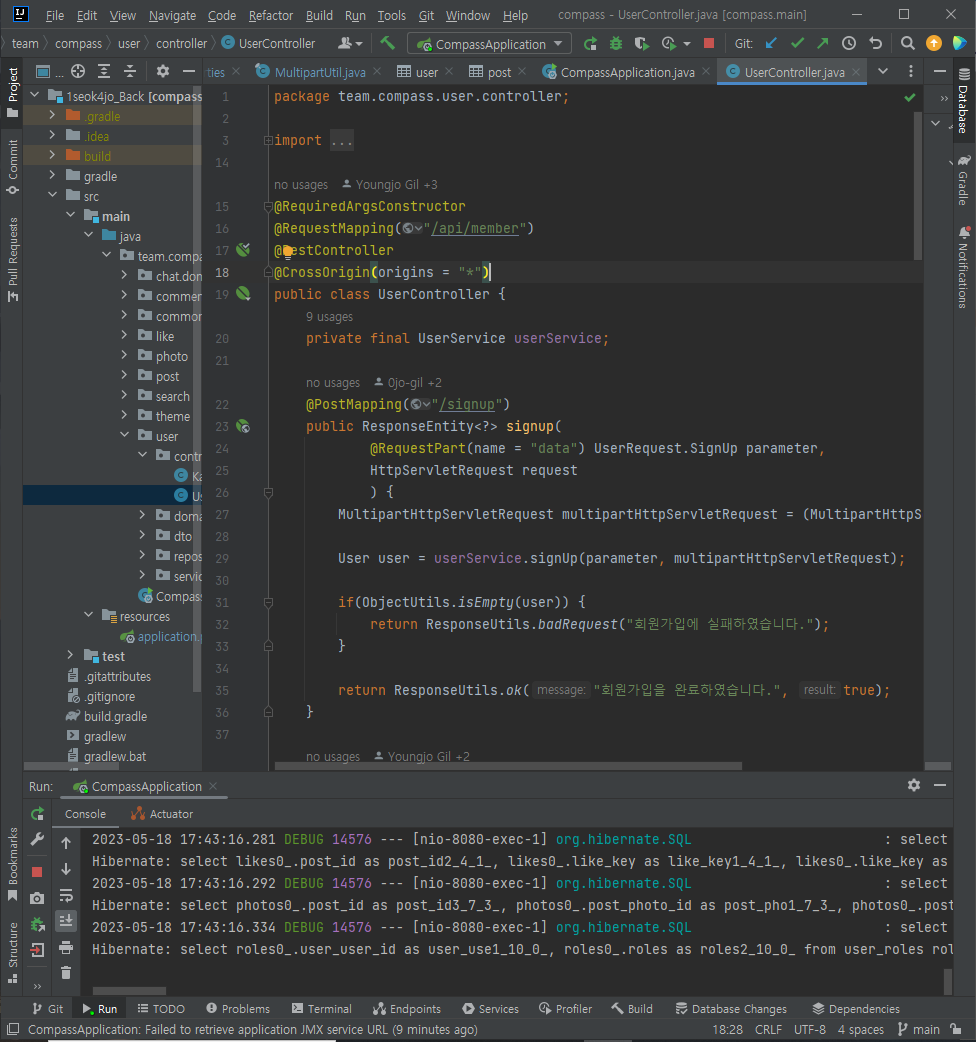 File Edit View Navigate Code Refactor Build Run Tools Git Window Help compass - UserController.java [compass.main]
team compass user controller UserController CompassApplication Git:
... ties MultipartUtil.java user post CompassApplication.java UserController.java
Project
Commit
Pull Requests
Bookmarks
Structure
1seok4jo_Back [compass
.gradle
.idea
build
gradle
src
main
java
team.compa
chat.don
commen
common
like
photo
post
search
theme
user
contr
Ka
Us
doma
dto
repos
servic
Compass
resources
application.
test
.gitattributes
.gitignore
build.gradle
gradlew
gradlew.bat
1 package team.compass.user.controller;
2
3 import ...
14
no usages Youngjo Gil +3
15 @RequiredArgsConstructor
16 @RequestMapping("/api/member")
17 @RestController
18 @CrossOrigin(origins = "*")
19 public class UserController {
9 usages
20 private final UserService userService;
21
no usages 0jo-gil +2
22 @PostMapping("/signup")
23 public ResponseEntity<?> signup(
24 @RequestPart(name = "data") UserRequest.SignUp parameter,
25 HttpServletRequest request
26 ) {
27 MultipartHttpServletRequest multipartHttpServletRequest = (MultipartHttpS
28
29 User user = userService.signUp(parameter, multipartHttpServletRequest);
30
31 if(ObjectUtils.isEmpty(user)) {
32 return ResponseUtils.badRequest("회원가입에 실패하였습니다.");
33 }
34
35 return ResponseUtils.ok( message: "회원가입을 완료하였습니다.", result: true);
36 }
37
no usages Youngjo Gil +2
Database
Gradle
Notifications
Run: CompassApplication
Console Actuator
2023-05-18 17:43:16.281 DEBUG 14576 --- [nio-8080-exec-1] org.hibernate.SQL : select
Hibernate: select likes0_.post_id as post_id2_4_1_, likes0_.like_key as like_key1_4_1_, likes0_.like_key as
2023-05-18 17:43:16.292 DEBUG 14576 --- [nio-8080-exec-1] org.hibernate.SQL : select
Hibernate: select photos0_.post_id as post_id3_7_3_, photos0_.post_photo_id as post_pho1_7_3_, photos0_.post
2023-05-18 17:43:16.334 DEBUG 14576 --- [nio-8080-exec-1] org.hibernate.SQL : select
Hibernate: select roles0_.user_user_id as user_use1_10_0_, roles0_.roles as roles2_10_0_ from user_roles rol
Git Run TODO Problems Terminal Endpoints Services Profiler Build Database Changes Dependencies
CompassApplication: Failed to retrieve application JMX service URL (9 minutes ago) 18:28 CRLF UTF-8 4 spaces main